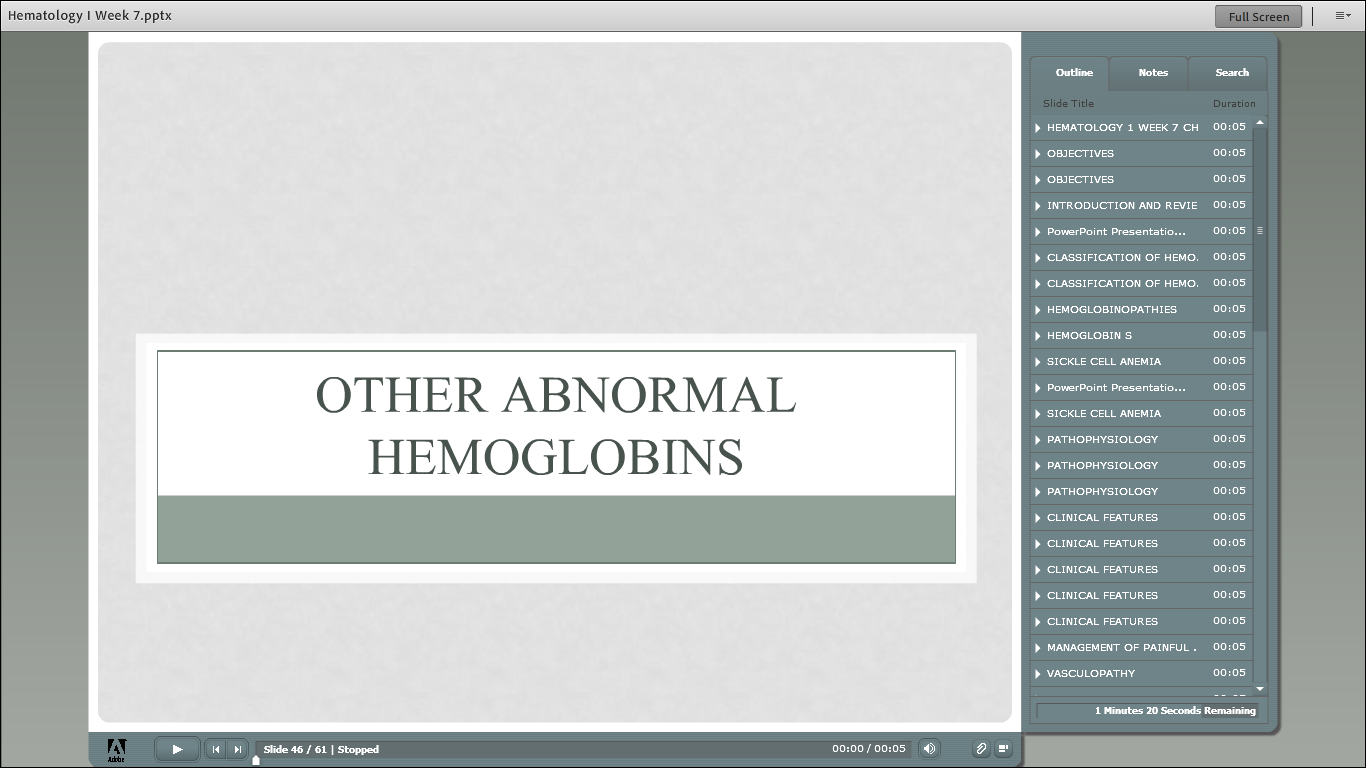 Hematology I Week 7.pptx
Full Screen
OTHER ABNORMAL
HEMOGLOBINS
Outline Notes Search
Slide Title Duration
HEMATOLOGY 1 WEEK 7 CH 00:05
OBJECTIVES 00:05
OBJECTIVES 00:05
INTRODUCTION AND REVIE 00:05
PowerPoint Presentatio... 00:05
CLASSIFICATION OF HEMO. 00:05
CLASSIFICATION OF HEMO. 00:05
HEMOGLOBINOPATHIES 00:05
HEMOGLOBIN S 00:05
SICKLE CELL ANEMIA 00:05
PowerPoint Presentatio... 00:05
SICKLE CELL ANEMIA 00:05
PATHOPHYSIOLOGY 00:05
PATHOPHYSIOLOGY 00:05
PATHOPHYSIOLOGY 00:05
CLINICAL FEATURES 00:05
CLINICAL FEATURES 00:05
CLINICAL FEATURES 00:05
CLINICAL FEATURES 00:05
CLINICAL FEATURES 00:05
MANAGEMENT OF PAINFUL . 00:05
VASCULOPATHY 00:05
1 Minutes 20 Seconds Remaining
Adobe
Slide 46 / 61 | Stopped 00:00 / 00:05